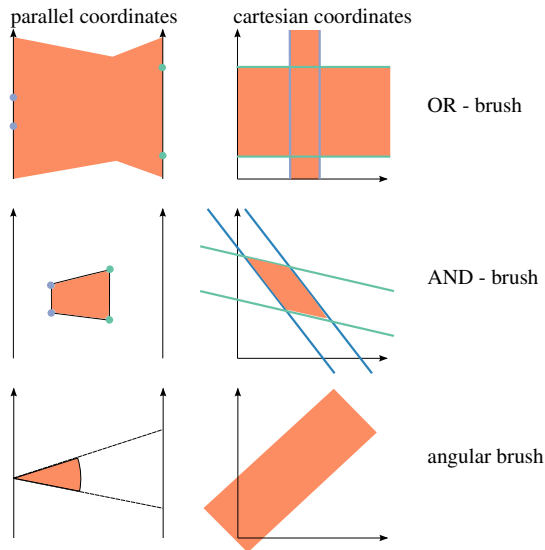 parallel coordinates
cartesian coordinates
OR - brush
AND - brush
angular brush